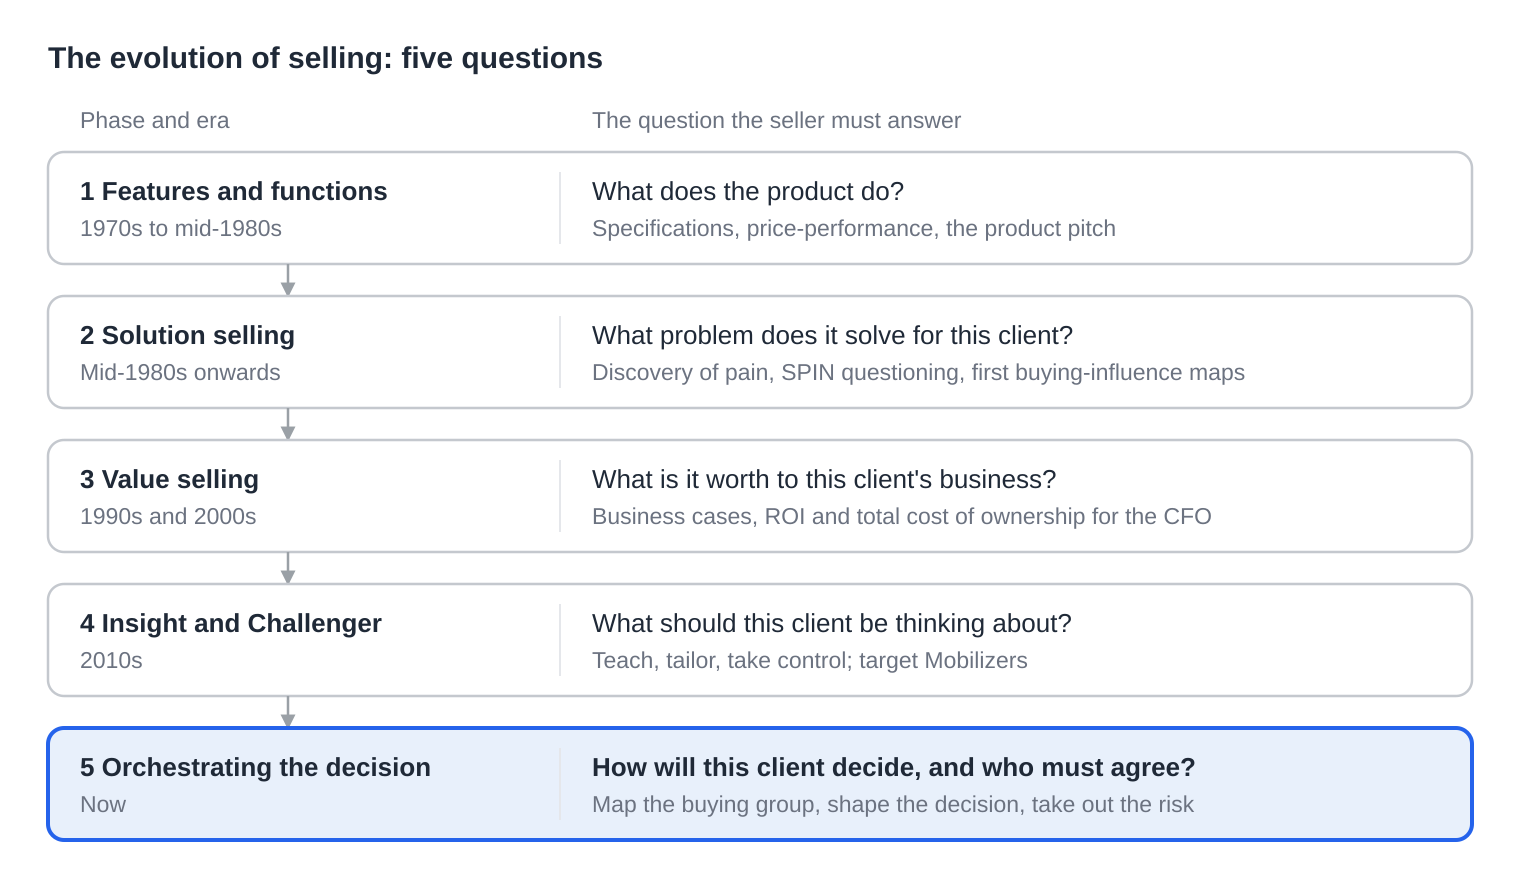 The evolution of selling: five questions
Phase and era
The question the seller must answer
1 Features and functions
1970s to mid-1980s
What does the product do?
Specifications, price-performance, the product pitch
2 Solution selling
Mid-1980s onwards
What problem does it solve for this client?
Discovery of pain, SPIN questioning, first buying-influence maps
3 Value selling
1990s and 2000s
What is it worth to this client's business?
Business cases, ROI and total cost of ownership for the CFO
4 Insight and Challenger
2010s
What should this client be thinking about?
Teach, tailor, take control; target Mobilizers
5 Orchestrating the decision
Now
How will this client decide, and who must agree?
Map the buying group, shape the decision, take out the risk